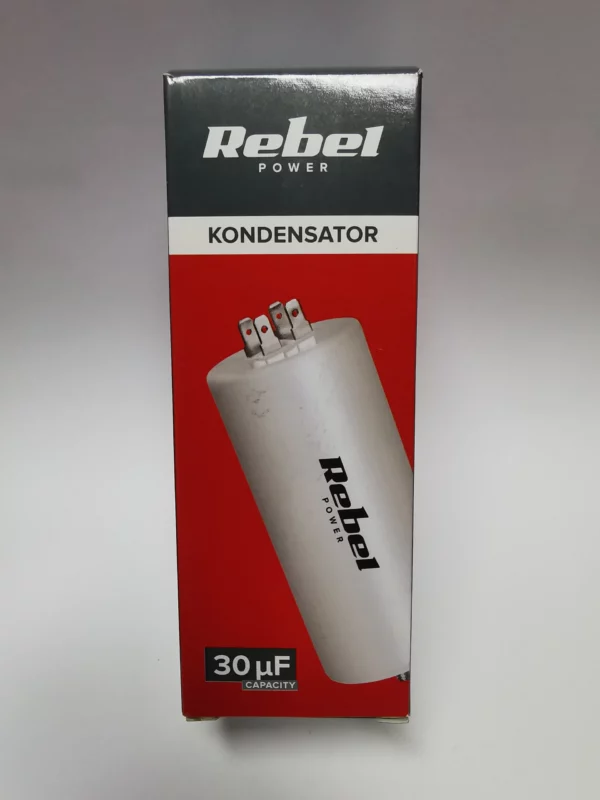 Rebel
POWER
KONDENSATOR
Rebel
POWER
30 µF
CAPACITY